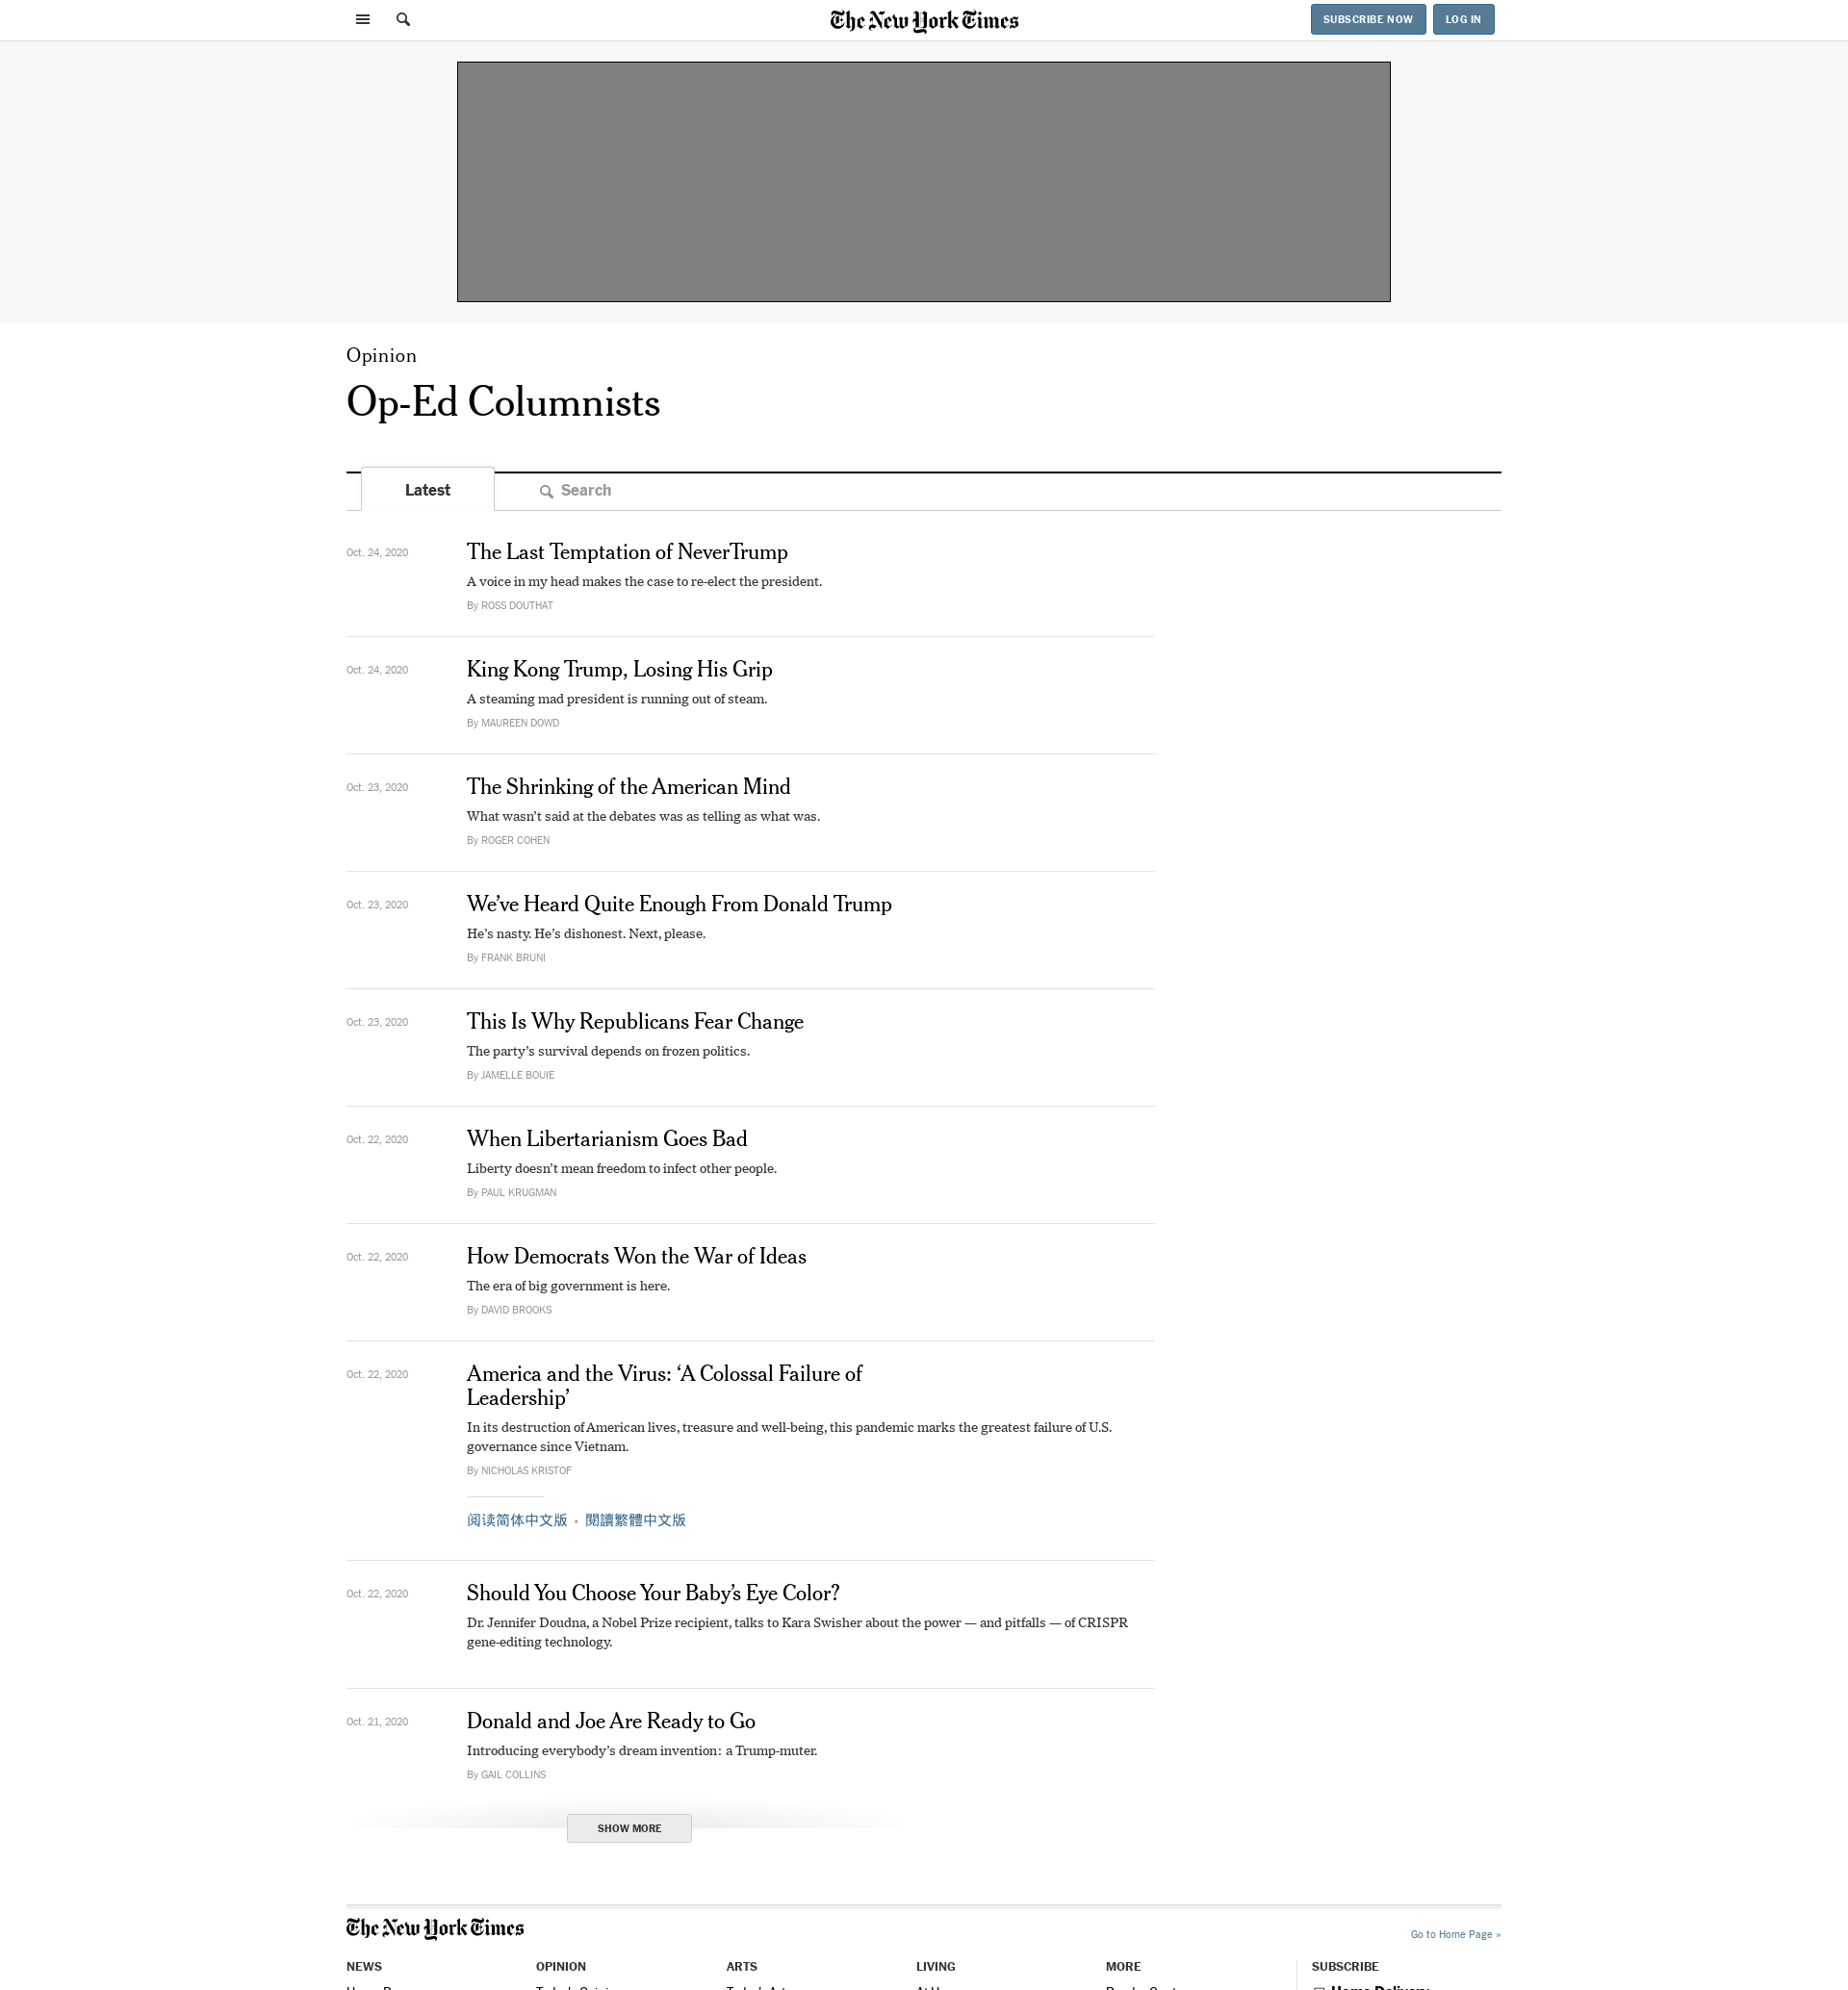 The New York Times
SUBSCRIBE NOW
LOG IN
Opinion
Op-Ed Columnists
Latest
Search
Oct. 24, 2020
The Last Temptation of NeverTrump
A voice in my head makes the case to re-elect the president.
By ROSS DOUTHAT
Oct. 24, 2020
King Kong Trump, Losing His Grip
A steaming mad president is running out of steam.
By MAUREEN DOWD
Oct. 23, 2020
The Shrinking of the American Mind
What wasn’t said at the debates was as telling as what was.
By ROGER COHEN
Oct. 23, 2020
We’ve Heard Quite Enough From Donald Trump
He’s nasty. He’s dishonest. Next, please.
By FRANK BRUNI
Oct. 23, 2020
This Is Why Republicans Fear Change
The party’s survival depends on frozen politics.
By JAMELLE BOUIE
Oct. 22, 2020
When Libertarianism Goes Bad
Liberty doesn’t mean freedom to infect other people.
By PAUL KRUGMAN
Oct. 22, 2020
How Democrats Won the War of Ideas
The era of big government is here.
By DAVID BROOKS
Oct. 22, 2020
America and the Virus: ‘A Colossal Failure of
Leadership’
In its destruction of American lives, treasure and well-being, this pandemic marks the greatest failure of U.S.
governance since Vietnam.
By NICHOLAS KRISTOF
阅读简体中文版 • 閱讀繁體中文版
Oct. 22, 2020
Should You Choose Your Baby’s Eye Color?
Dr. Jennifer Doudna, a Nobel Prize recipient, talks to Kara Swisher about the power — and pitfalls — of CRISPR
gene-editing technology.
Oct. 21, 2020
Donald and Joe Are Ready to Go
Introducing everybody’s dream invention: a Trump-muter.
By GAIL COLLINS
SHOW MORE
The New York Times
Go to Home Page »
NEWS
OPINION
ARTS
LIVING
MORE
SUBSCRIBE
Home Delivery